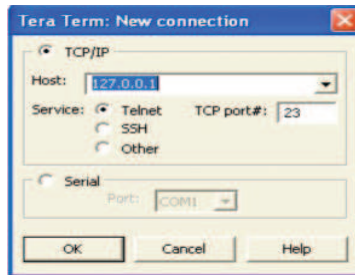 Tera Term: New connection
TCP/IP
Host: 127.0.0.1
Service: Telnet TCP port#: 23
SSH
Other
Serial
Port: COM1
OK Cancel Help